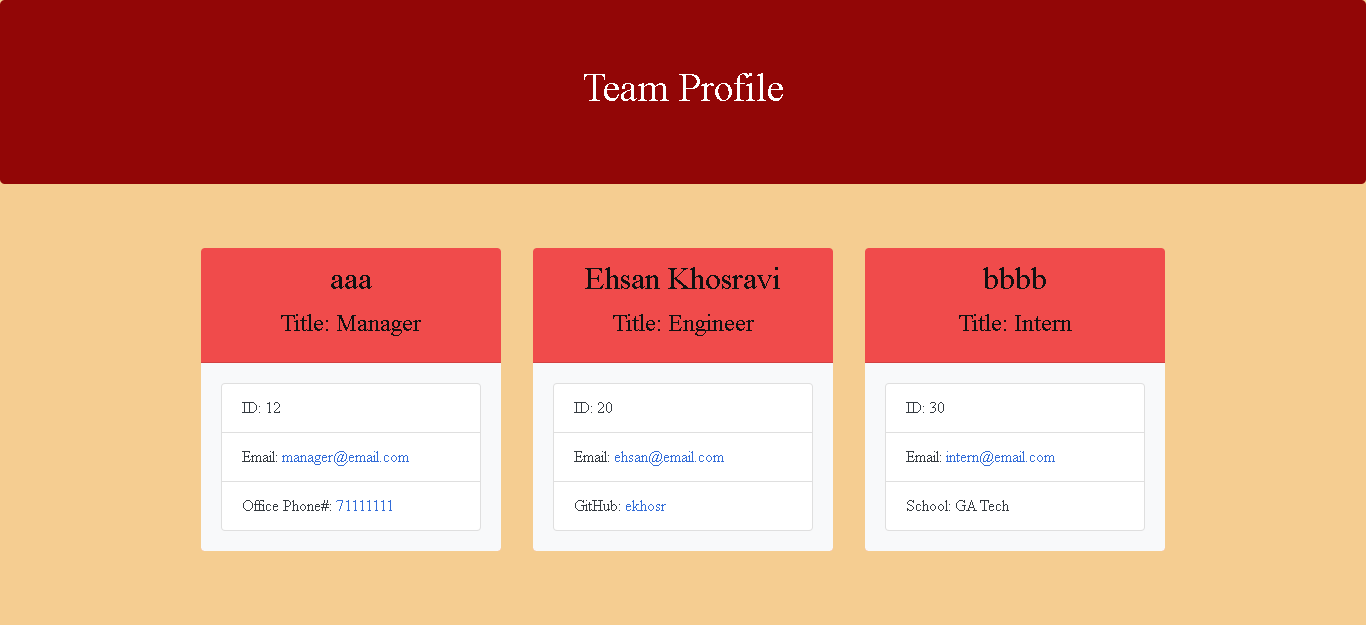 Team Profile
aaa
Title: Manager
ID: 12
Email: manager@email.com
Office Phone#: 71111111
Ehsan Khosravi
Title: Engineer
ID: 20
Email: ehsan@email.com
GitHub: ekhosr
bbbb
Title: Intern
ID: 30
Email: intern@email.com
School: GA Tech